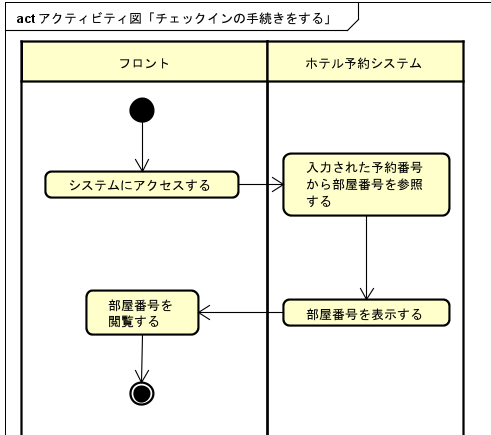 act アクティビティ図「チェックインの手続きをする」
フロント
ホテル予約システム
システムにアクセスする
入力された予約番号
から部屋番号を参照
する
部屋番号を
閲覧する
部屋番号を表示する